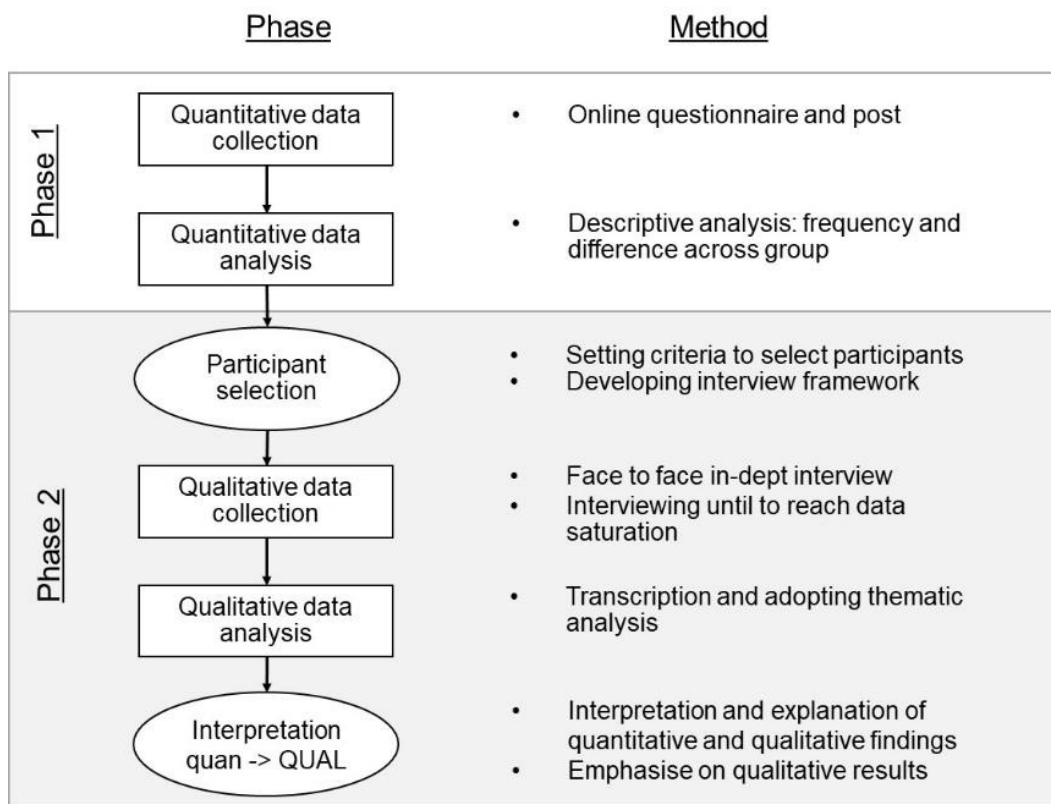 Phase
Method
Phase 1
Quantitative data
collection
• Online questionnaire and post
Quantitative data
analysis
• Descriptive analysis: frequency and
difference across group
Phase 2
Participant
selection
• Setting criteria to select participants
• Developing interview framework
Qualitative data
collection
• Face to face in-dept interview
• Interviewing until to reach data
saturation
Qualitative data
analysis
• Transcription and adopting thematic
analysis
Interpretation
quan -> QUAL
• Interpretation and explanation of
quantitative and qualitative findings
• Emphasise on qualitative results